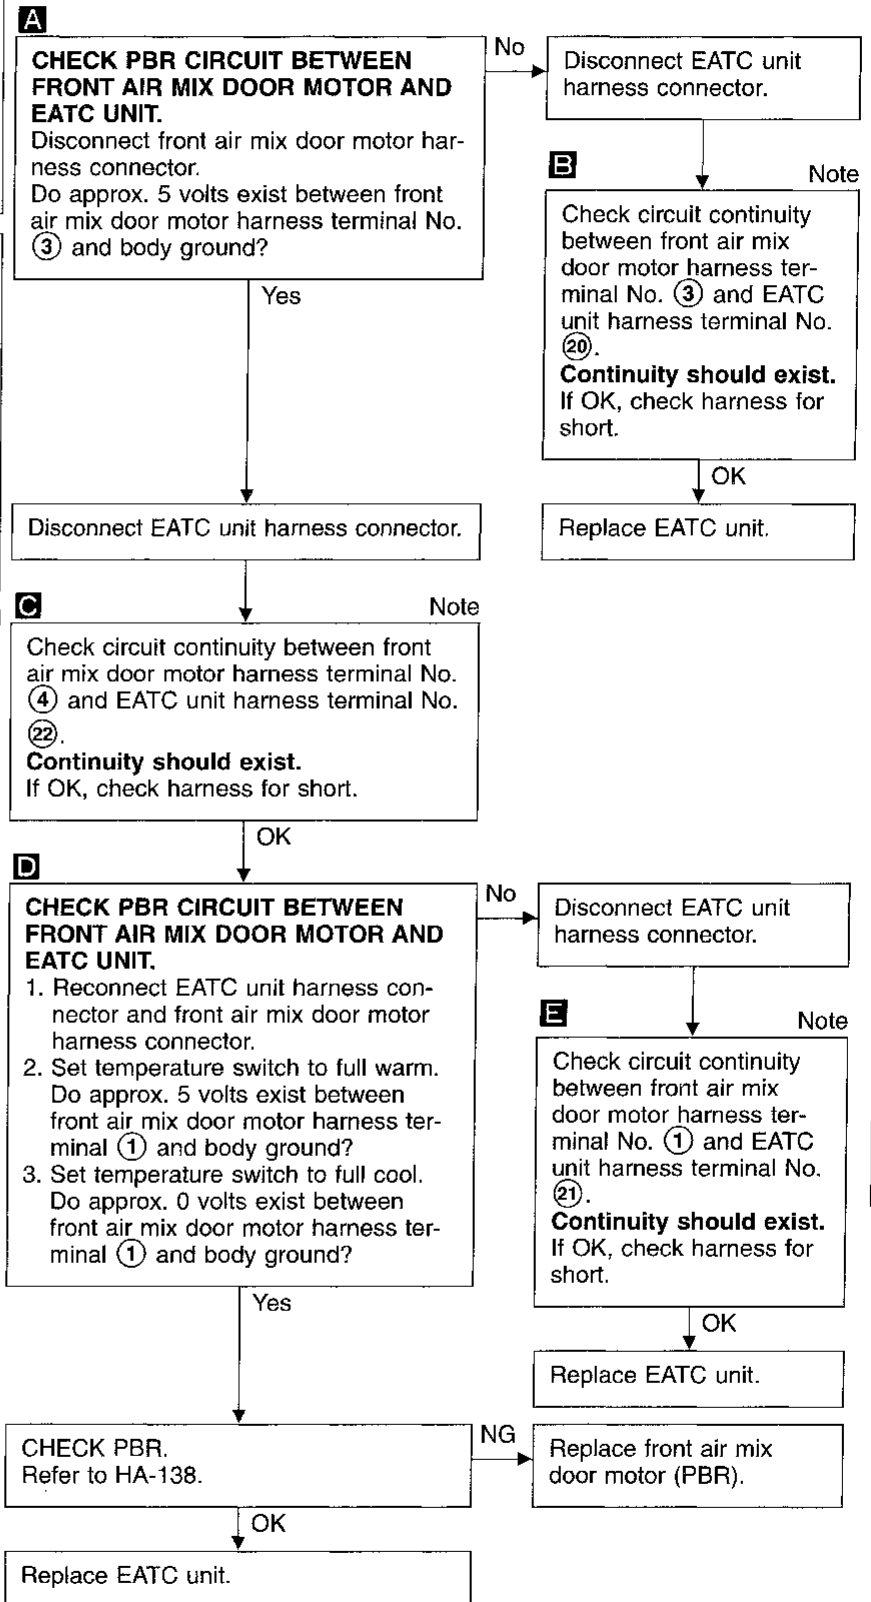 A
CHECK PBR CIRCUIT BETWEEN
FRONT AIR MIX DOOR MOTOR AND
EATC UNIT.
Disconnect front air mix door motor har-
ness connector.
Do approx. 5 volts exist between front
air mix door motor harness terminal No.
③ and body ground?
No
Disconnect EATC unit
harness connector.
B
Note
Check circuit continuity
between front air mix
door motor harness ter-
minal No. ③ and EATC
unit harness terminal No.
⑳.
Continuity should exist.
If OK, check harness for
short.
OK
Replace EATC unit.
Yes
Disconnect EATC unit harness connector.
C
Note
Check circuit continuity between front
air mix door motor harness terminal No.
④ and EATC unit harness terminal No.
㉒.
Continuity should exist.
If OK, check harness for short.
OK
D
CHECK PBR CIRCUIT BETWEEN
FRONT AIR MIX DOOR MOTOR AND
EATC UNIT.
1. Reconnect EATC unit harness con-
nector and front air mix door motor
harness connector.
2. Set temperature switch to full warm.
Do approx. 5 volts exist between
front air mix door motor harness ter-
minal ① and body ground?
3. Set temperature switch to full cool.
Do approx. 0 volts exist between
front air mix door motor harness ter-
minal ① and body ground?
No
Disconnect EATC unit
harness connector.
E
Note
Check circuit continuity
between front air mix
door motor harness ter-
minal No. ① and EATC
unit harness terminal No.
㉑.
Continuity should exist.
If OK, check harness for
short.
OK
Replace EATC unit.
Yes
CHECK PBR.
Refer to HA-138.
NG
Replace front air mix
door motor (PBR).
OK
Replace EATC unit.